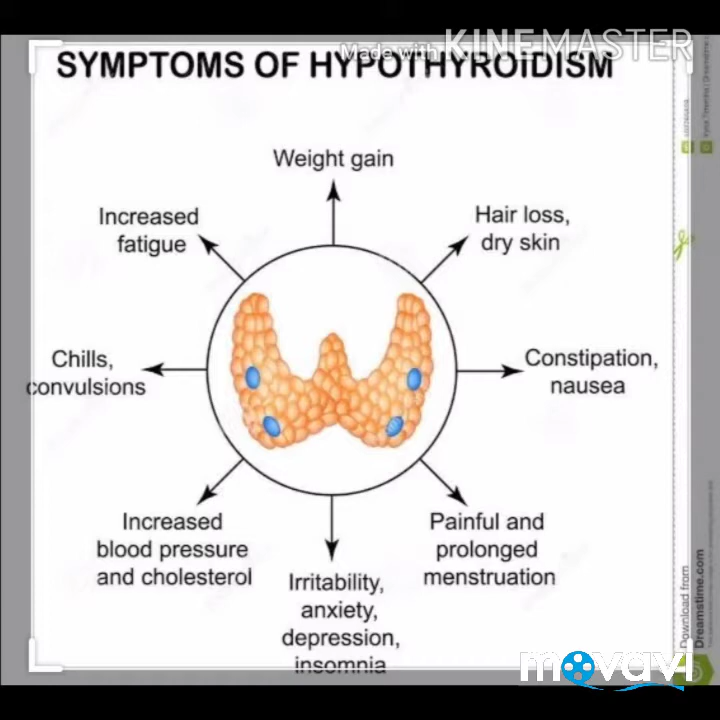 Made with KINEMASTER
SYMPTOMS OF HYPOTHYROIDISM
Weight gain
Increased
fatigue
Hair loss,
dry skin
Chills,
convulsions
Constipation,
nausea
Increased
blood pressure
and cholesterol
Irritability,
anxiety,
depression,
insomnia
Painful and
prolonged
menstruation
Download from
Dreamstime.com
movavi